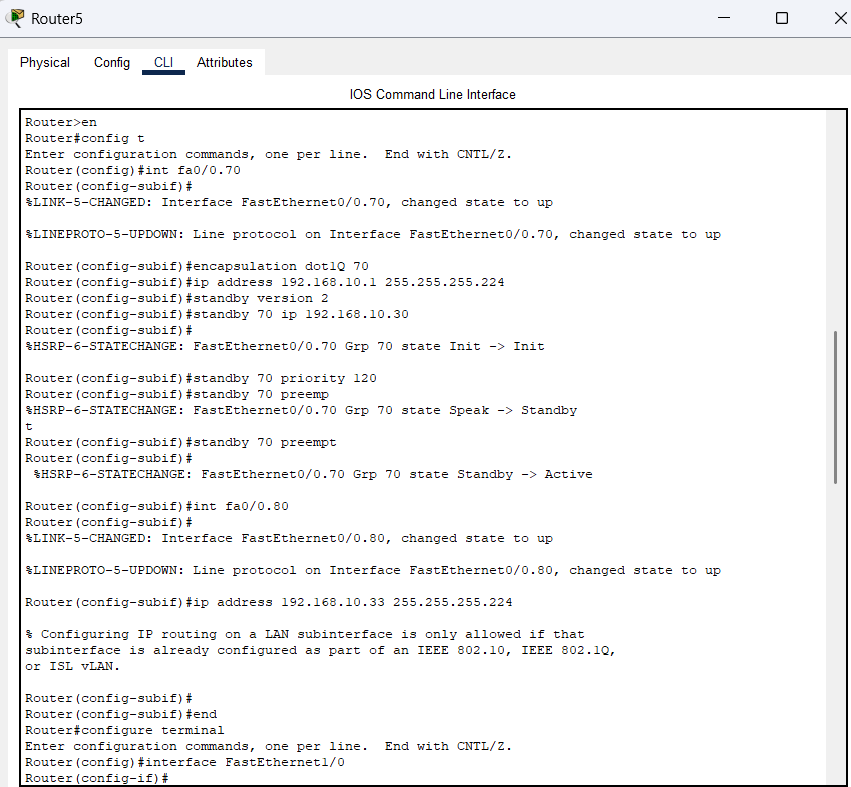 Router5
Physical Config CLI Attributes
IOS Command Line Interface
Router>en
Router#config t
Enter configuration commands, one per line.  End with CNTL/Z.
Router(config)#int fa0/0.70
Router(config-subif)#
%LINK-5-CHANGED: Interface FastEthernet0/0.70, changed state to up
%LINEPROTO-5-UPDOWN: Line protocol on Interface FastEthernet0/0.70, changed state to up
Router(config-subif)#encapsulation dot1Q 70
Router(config-subif)#ip address 192.168.10.1 255.255.255.224
Router(config-subif)#standby version 2
Router(config-subif)#standby 70 ip 192.168.10.30
Router(config-subif)#
%HSRP-6-STATECHANGE: FastEthernet0/0.70 Grp 70 state Init -> Init
Router(config-subif)#standby 70 priority 120
Router(config-subif)#standby 70 preemp
%HSRP-6-STATECHANGE: FastEthernet0/0.70 Grp 70 state Speak -> Standby
t
Router(config-subif)#standby 70 preempt
Router(config-subif)#
%HSRP-6-STATECHANGE: FastEthernet0/0.70 Grp 70 state Standby -> Active
Router(config-subif)#int fa0/0.80
Router(config-subif)#
%LINK-5-CHANGED: Interface FastEthernet0/0.80, changed state to up
%LINEPROTO-5-UPDOWN: Line protocol on Interface FastEthernet0/0.80, changed state to up
Router(config-subif)#ip address 192.168.10.33 255.255.255.224
% Configuring IP routing on a LAN subinterface is only allowed if that
subinterface is already configured as part of an IEEE 802.10, IEEE 802.1Q,
or ISL vLAN.
Router(config-subif)#
Router(config-subif)#end
Router#configure terminal
Enter configuration commands, one per line.  End with CNTL/Z.
Router(config)#interface FastEthernet1/0
Router(config-if)#